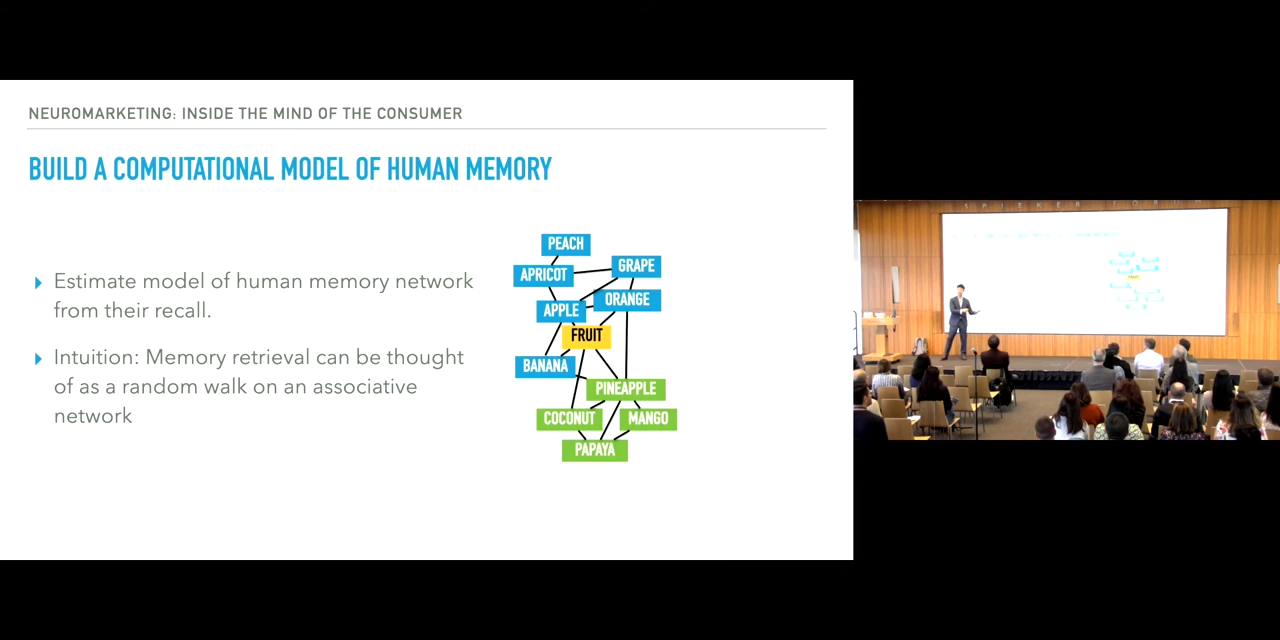 NEUROMARKETING: INSIDE THE MIND OF THE CONSUMER
BUILD A COMPUTATIONAL MODEL OF HUMAN MEMORY
Estimate model of human memory network
from their recall.
Intuition: Memory retrieval can be thought
of as a random walk on an associative
network
PEACH
GRAPE
APRICOT
ORANGE
APPLE
FRUIT
BANANA
PINEAPPLE
COCONUT
MANGO
PAPAYA
SPIEKER FORUM